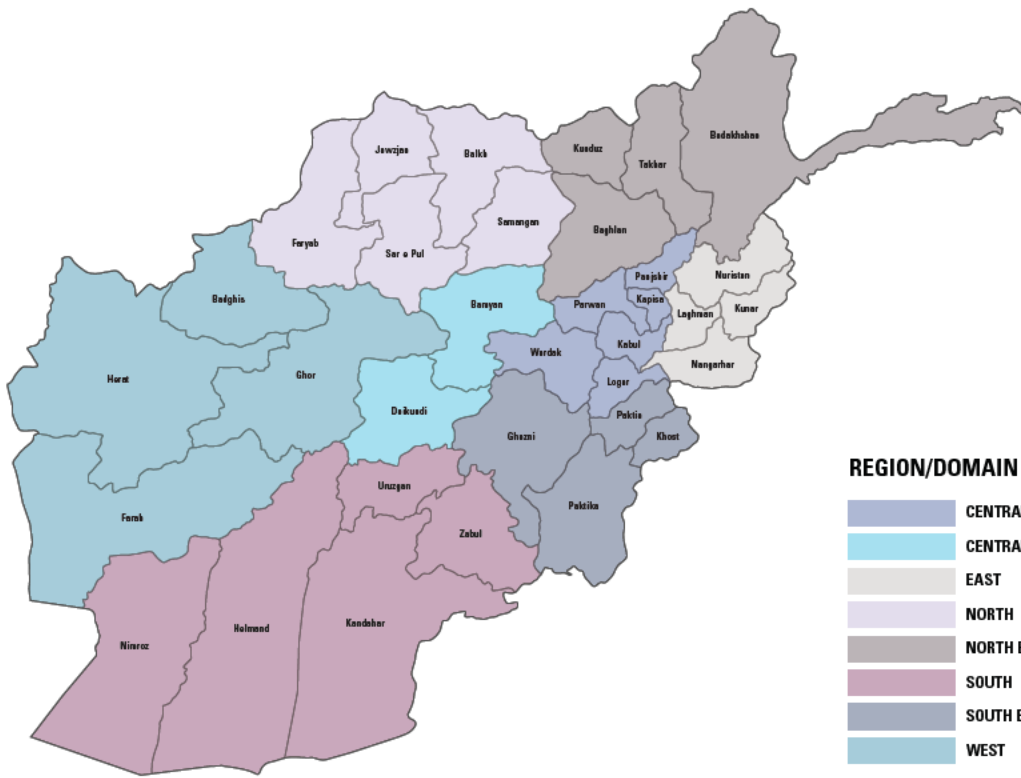 Badakhshan
Kunduz
Takhar
Jowzjan
Balkh
Samangan
Baghlan
Faryab
Sar e Pul
Panjshir
Nuristan
Badghis
Bamyan
Parwan
Kapisa
Laghman
Kunar
Kabul
Wardak
Nangarhar
Herat
Ghor
Logar
Daikundi
Paktia
Khost
Ghazni
REGION/DOMAIN
Uruzgan
Paktika
Farah
Zabul
CENTRA
CENTRA
EAST
NORTH
NORTH E
SOUTH
SOUTH E
WEST
Kandahar
Helmand
Nimroz